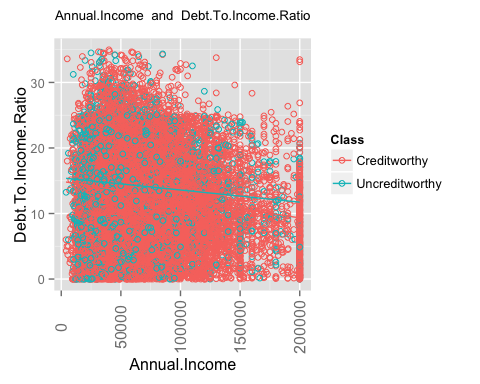 Annual.Income and Debt.To.Income.Ratio
Debt.To.Income.Ratio
30
20
10
0
0
50000
100000
150000
200000
Annual.Income
Class
Creditworthy
Uncreditworthy